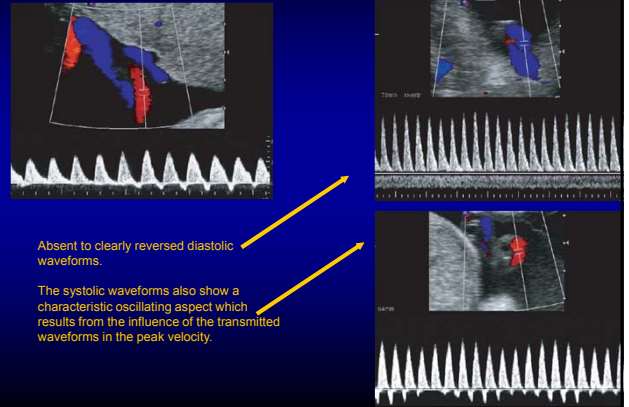 Absent to clearly reversed diastolic
waveforms.
The systolic waveforms also show a
characteristic oscillating aspect which
results from the influence of the transmitted
waveforms in the peak velocity.